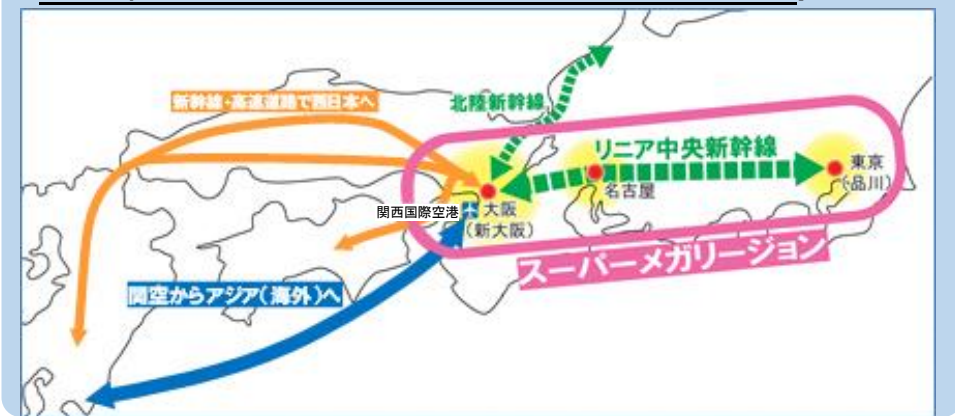 新幹線・高速道路で西日本へ
北陸新幹線
リニア中央新幹線
東京
(品川)
名古屋
関西国際空港
大阪
(新大阪)
スーパーメガリージョン
関空からアジア(海外)へ